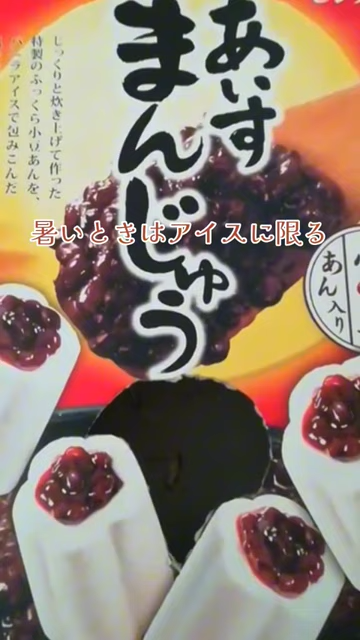 あいす
まんじゅう
じっくりと炊き上げて作った
特製のふっくら小豆あんを、
ラアイスで包みこんだ
暑いときはアイスに限る
あん入り